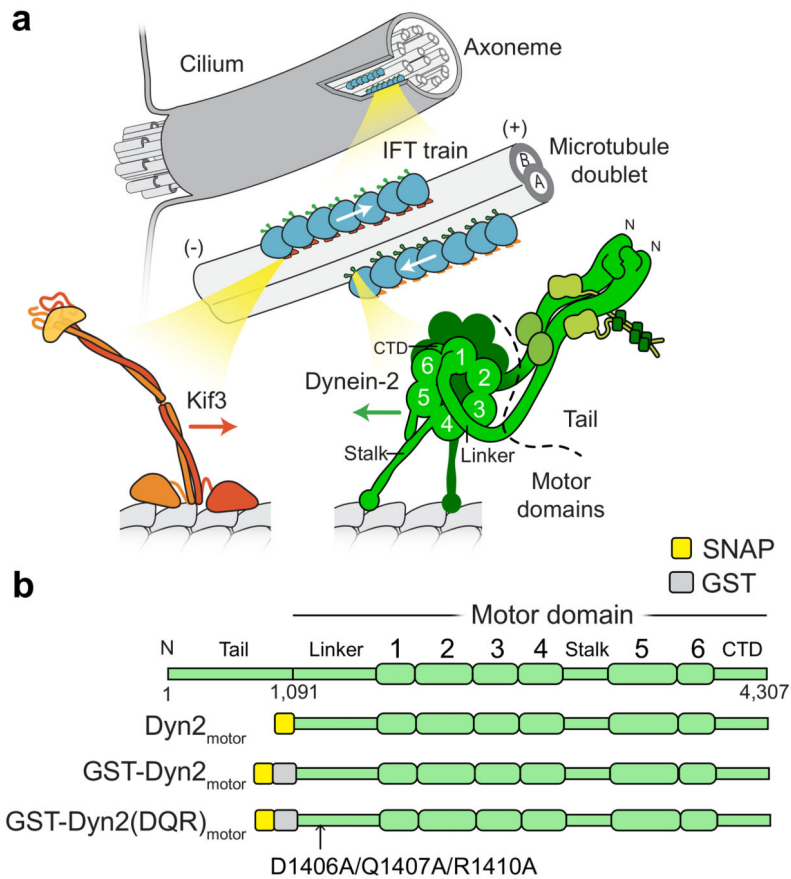 a
Cilium
Axoneme
IFT train
(+)
Microtubule
doublet
B
A
(-)
N
N
Kif3
CTD
Dynein-2
1
2
3
4
5
6
Stalk
Linker
Tail
Motor
domains
SNAP
GST
b
Motor domain
N Tail Linker 1 2 3 4 Stalk 5 6 CTD
1 1,091 4,307
Dyn2motor
GST-Dyn2motor
GST-Dyn2(DQR)motor
D1406A/Q1407A/R1410A